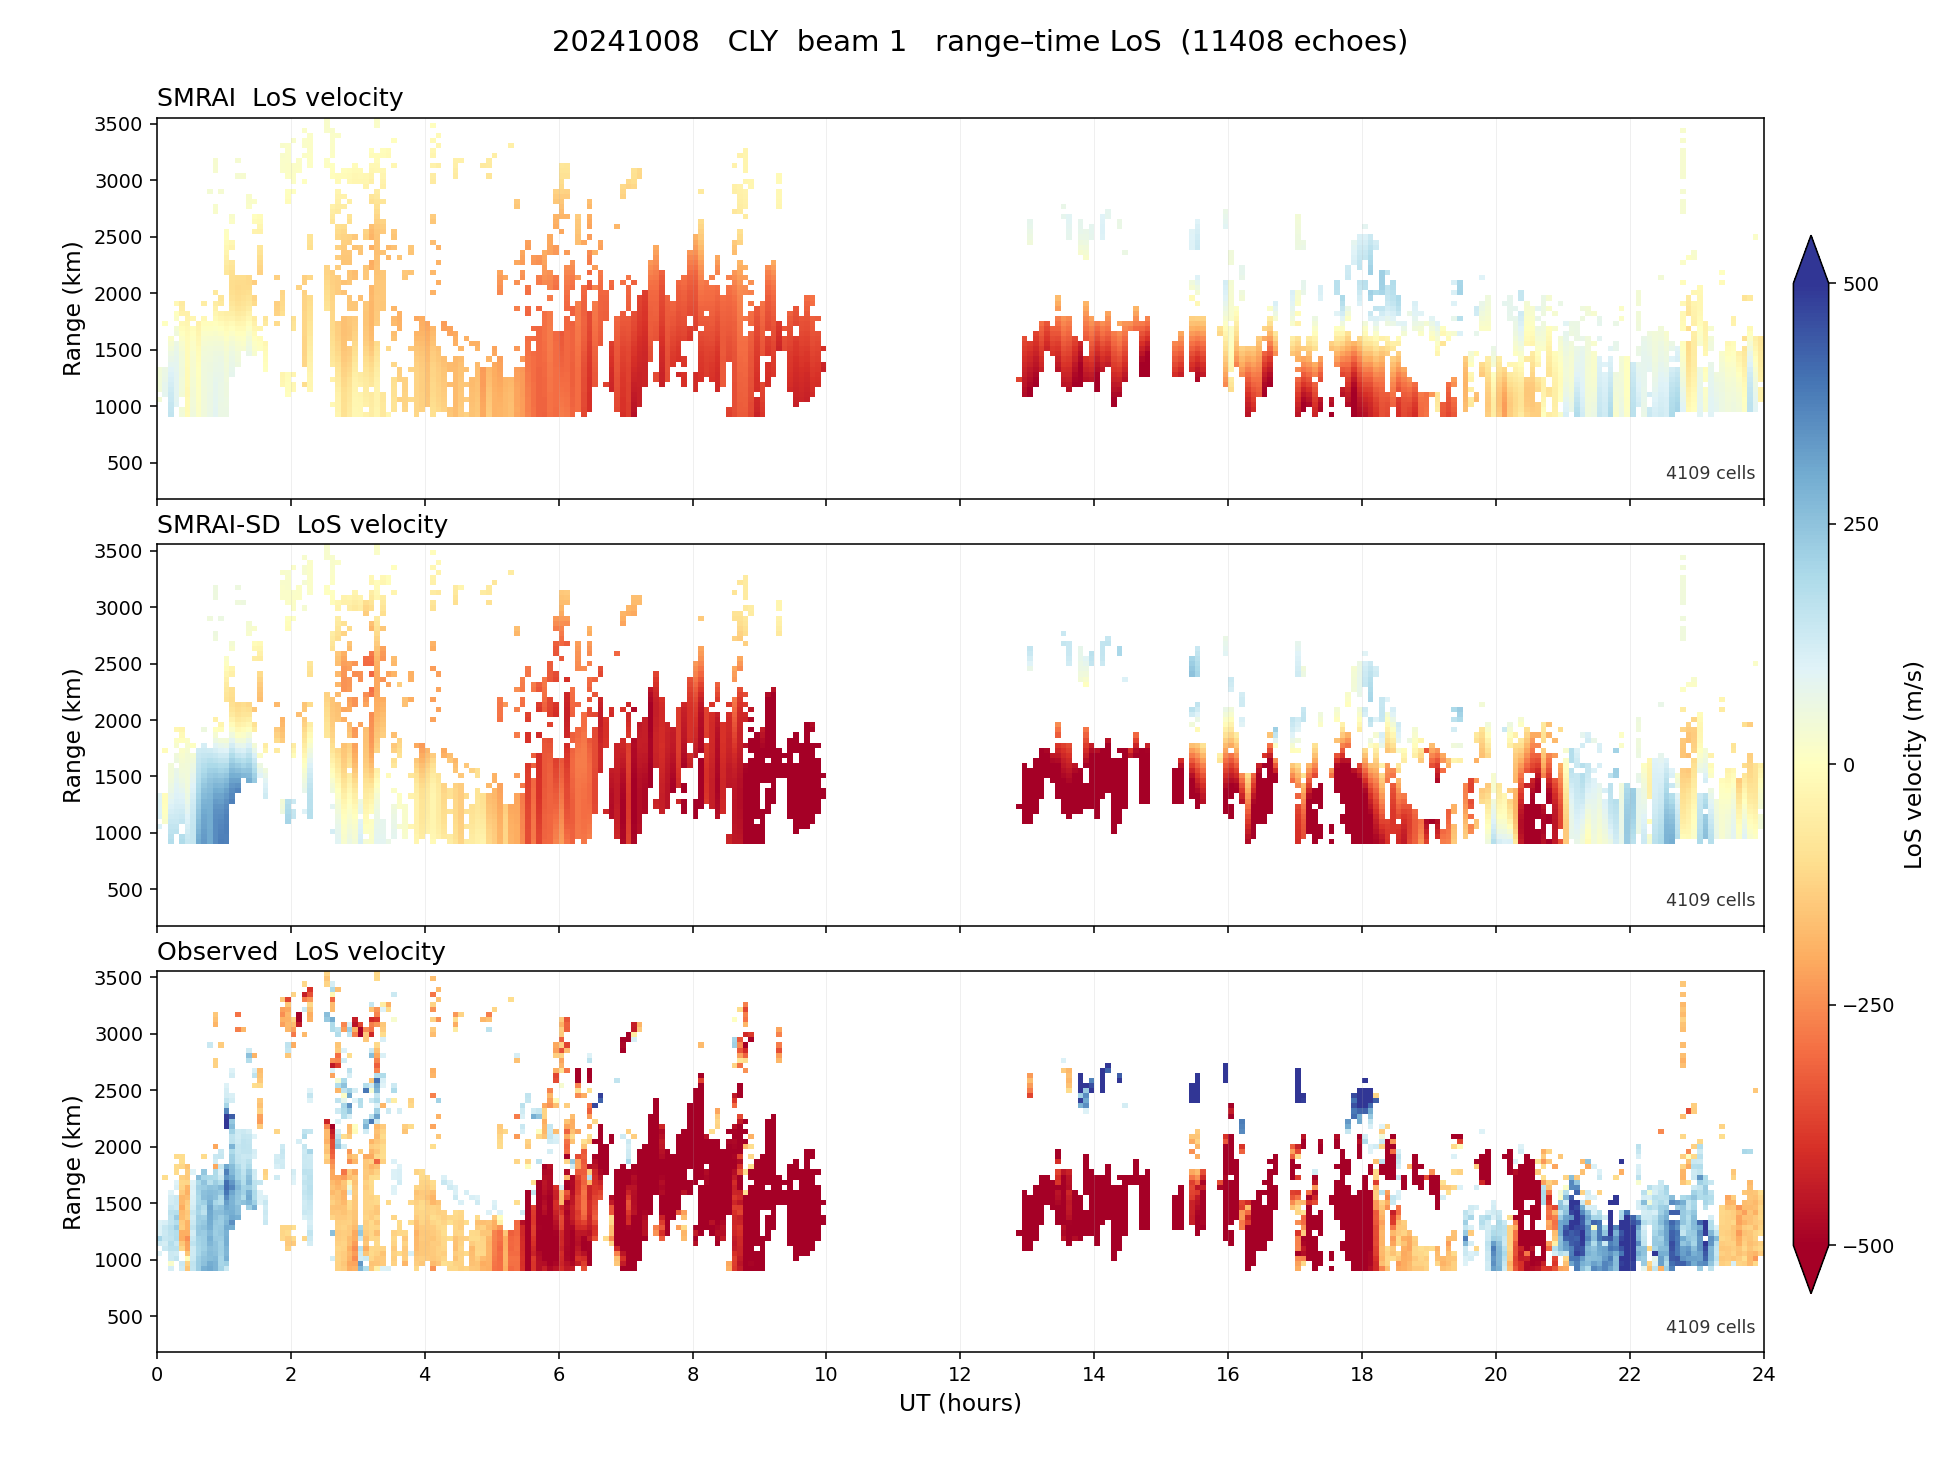 20241008   CLY  beam 1   range–time LoS  (11408 echoes)
SMRAI  LoS velocity
3500
3000
2500
2000
1500
1000
500
Range (km)
4109 cells
SMRAI-SD  LoS velocity
3500
3000
2500
2000
1500
1000
500
Range (km)
4109 cells
Observed  LoS velocity
3500
3000
2500
2000
1500
1000
500
Range (km)
4109 cells
0 2 4 6 8 10 12 14 16 18 20 22 24
UT (hours)
500
250
0
−250
−500
LoS velocity (m/s)